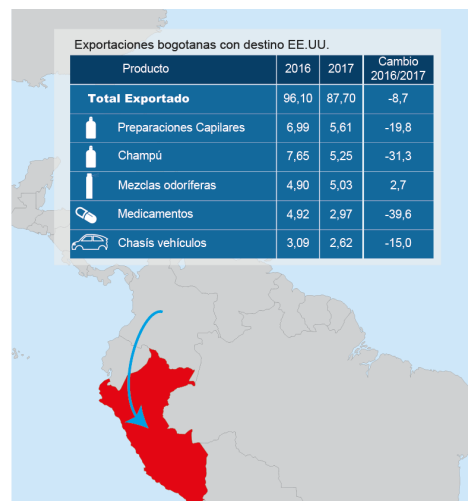 Exportaciones bogotanas con destino EE.UU.
Producto 2016 2017 Cambio 2016/2017
Total Exportado 96,10 87,70 -8,7
Preparaciones Capilares 6,99 5,61 -19,8
Champú 7,65 5,25 -31,3
Mezclas odoríferas 4,90 5,03 2,7
Medicamentos 4,92 2,97 -39,6
Chasís vehículos 3,09 2,62 -15,0